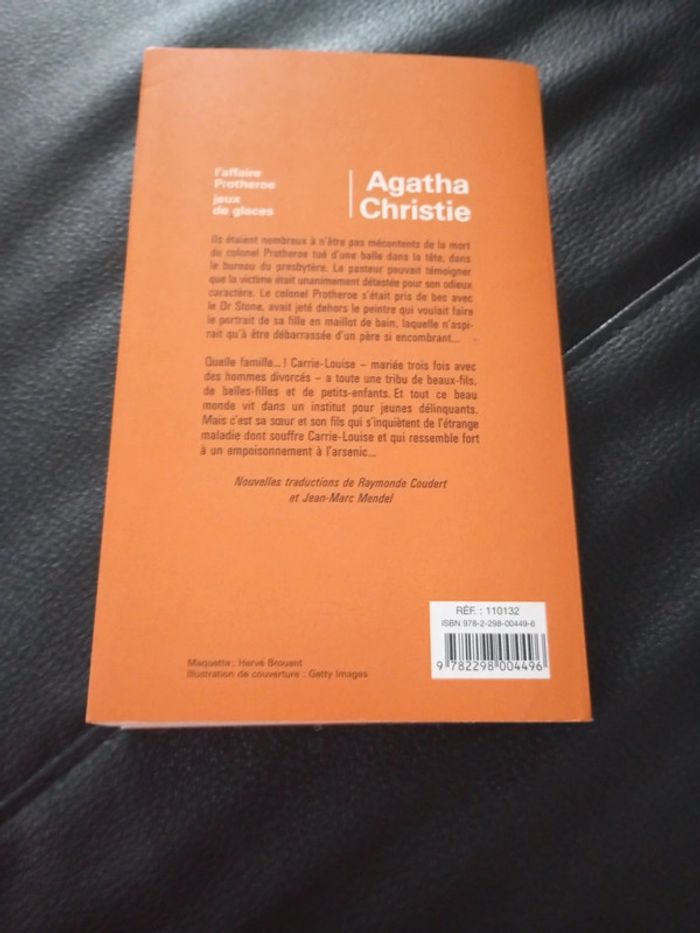 l'affaire
Protheroe
jeux
de glaces
Agatha
Christie
Ils étaient nombreux à n'être pas mécontents de la mort
du colonel Protheroe tué d'une balle dans la tête, dans
le bureau du presbytère. Le pasteur pouvait témoigner
que la victime était unanimement détestée pour son odieux
caractère. Le colonel Protheroe s'était pris de bec avec
le Dr Stone, avait jeté dehors le peintre qui voulait faire
le portrait de sa fille en maillot de bain, laquelle n'aspi-
rait qu'à être débarrassée d'un père si encombrant...
Quelle famille... ! Carrie-Louise – mariée trois fois avec
des hommes divorcés – a toute une tribu de beaux-fils,
de belles-filles et de petits-enfants. Et tout ce beau
monde vit dans un institut pour jeunes délinquants.
Mais c'est sa sœur et son fils qui s'inquiètent de l'étrange
maladie dont souffre Carrie-Louise et qui ressemble fort
à un empoisonnement à l'arsenic...
Nouvelles traductions de Raymonde Coudert
et Jean-Marc Mendel
RÉF. : 110132
ISBN 978-2-298-00449-6
9 782298 004496
Maquette : Hervé Brouant
Illustration de couverture : Getty Images